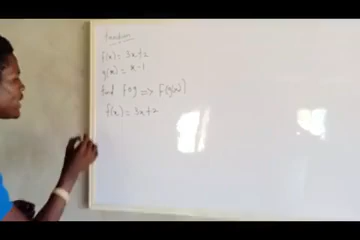 Function
f(x) = 3x+2
g(x) = x-1
find fog => f(g(x))
f(x) = 3x+2